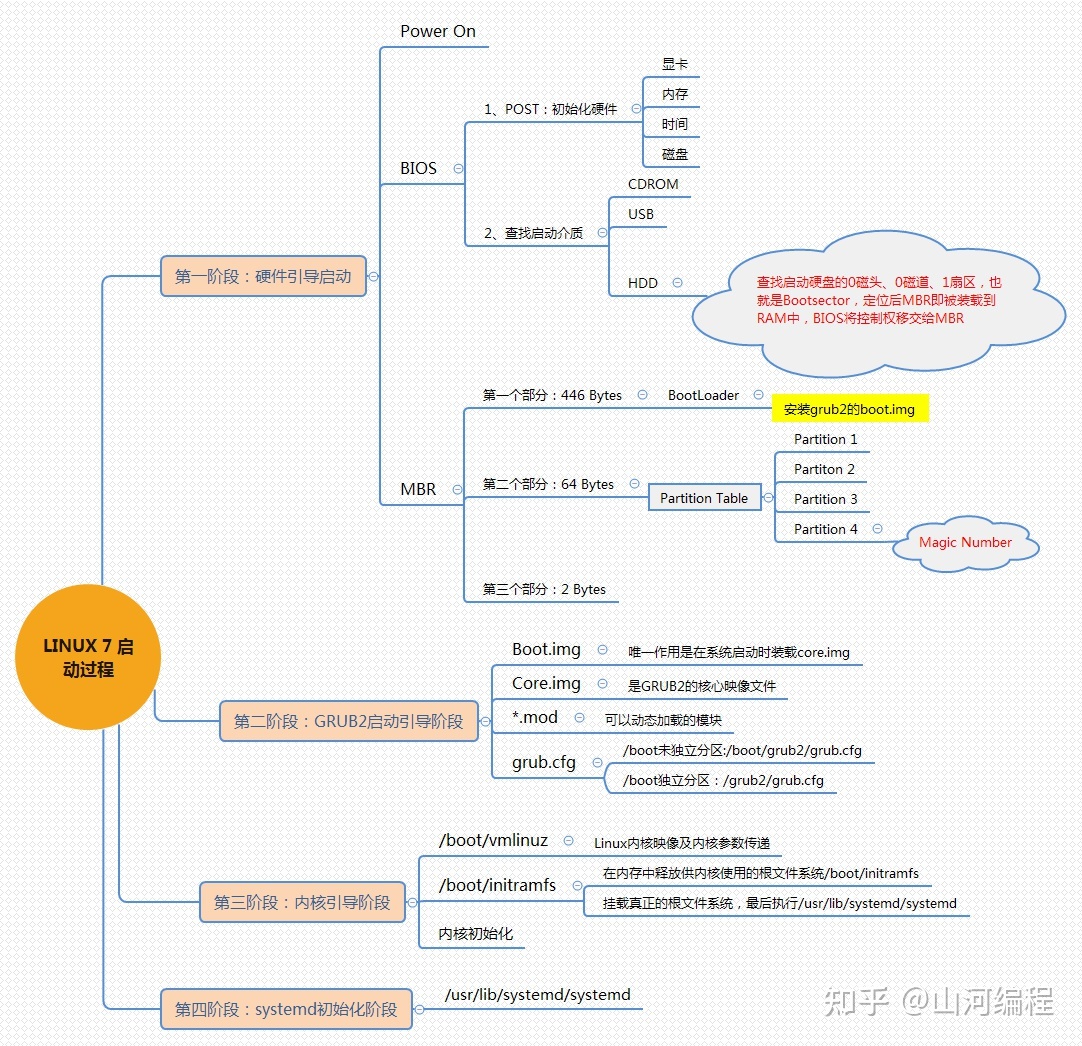 Power On
显卡
内存
1、POST：初始化硬件
时间
磁盘
BIOS
CDROM
USB
2、查找启动介质
HDD
查找启动硬盘的0磁头、0磁道、1扇区，也
就是Bootsector，定位后MBR即被装载到
RAM中，BIOS将控制权移交给MBR
第一阶段：硬件引导启动
第一个部分：446 Bytes
BootLoader
安装grub2的boot.img
MBR
第二个部分：64 Bytes
Partition Table
Partition 1
Partiton 2
Partition 3
Partition 4
Magic Number
第三个部分：2 Bytes
LINUX 7 启
动过程
第二阶段：GRUB2启动引导阶段
Boot.img
唯一作用是在系统启动时装载core.img
Core.img
是GRUB2的核心映像文件
*.mod
可以动态加载的模块
grub.cfg
/boot未独立分区:/boot/grub2/grub.cfg
/boot独立分区：/grub2/grub.cfg
第三阶段：内核引导阶段
/boot/vmlinuz
Linux内核映像及内核参数传递
/boot/initramfs
在内存中释放供内核使用的根文件系统/boot/initramfs
挂载真正的根文件系统，最后执行/usr/lib/systemd/systemd
内核初始化
第四阶段：systemd初始化阶段
/usr/lib/systemd/systemd
知乎 @山河编程